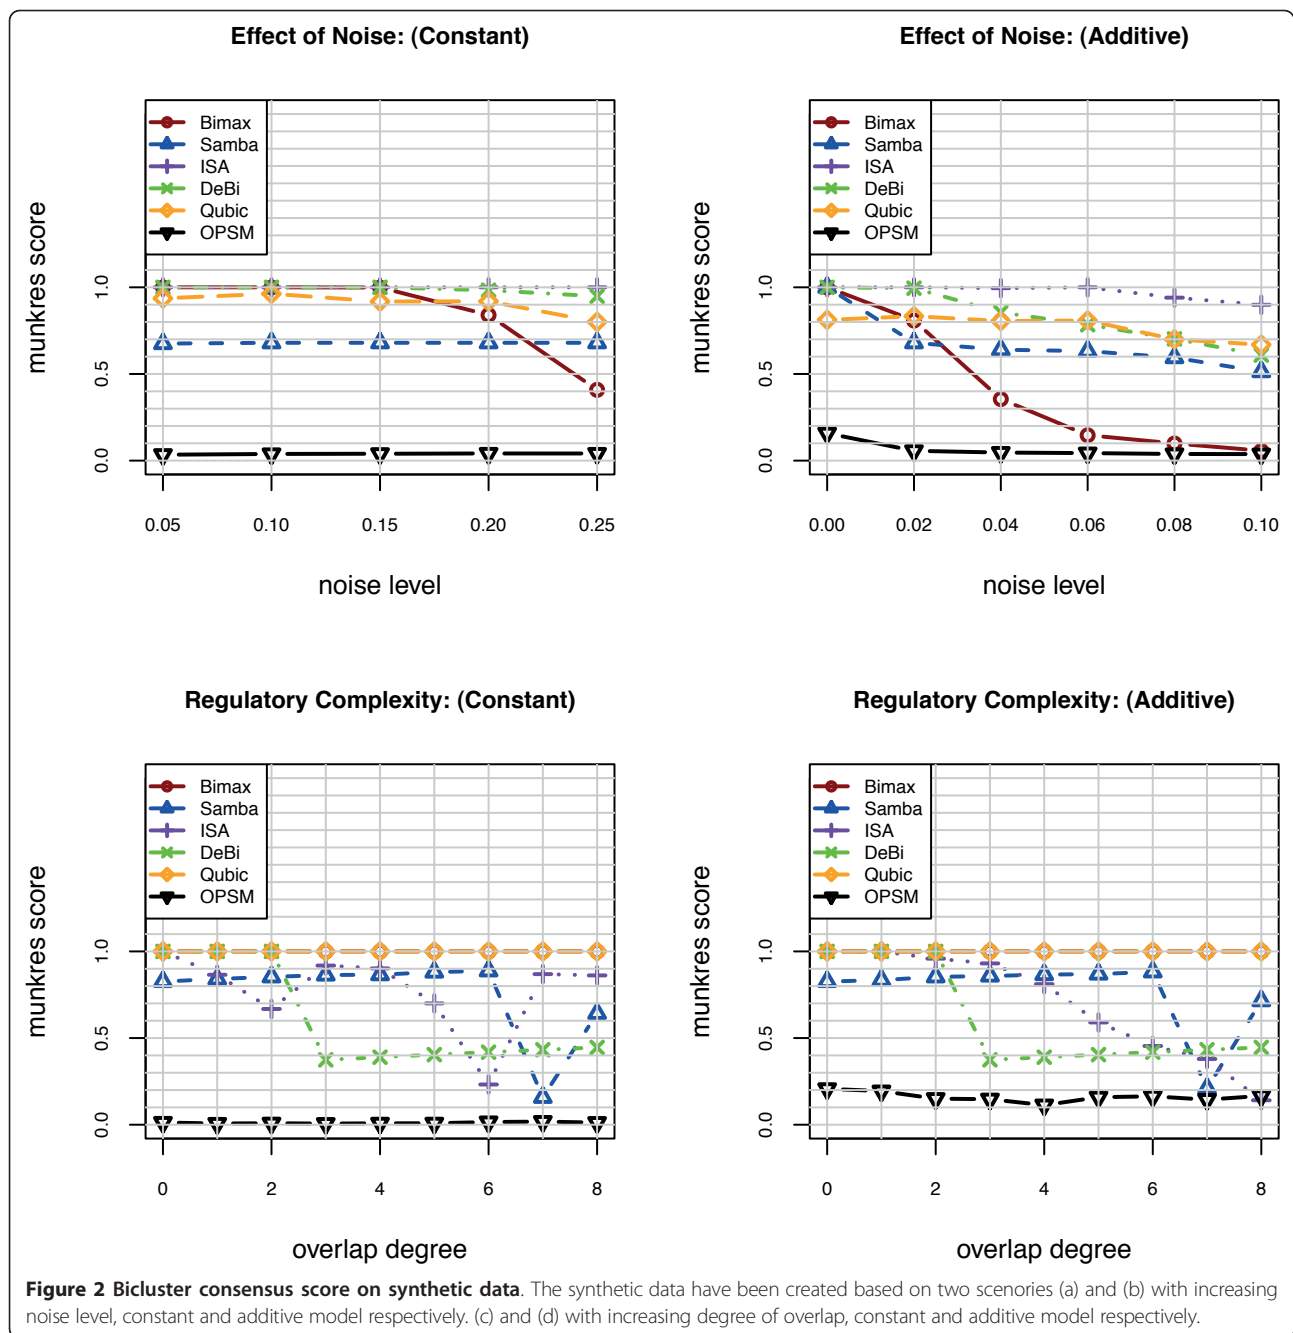 Effect of Noise: (Constant)
munkres score
Bimax
Samba
ISA
DeBi
Qubic
OPSM
1.0
0.5
0.0
0.05 0.10 0.15 0.20 0.25
noise level
Effect of Noise: (Additive)
munkres score
Bimax
Samba
ISA
DeBi
Qubic
OPSM
1.0
0.5
0.0
0.00 0.02 0.04 0.06 0.08 0.10
noise level
Regulatory Complexity: (Constant)
munkres score
Bimax
Samba
ISA
DeBi
Qubic
OPSM
1.0
0.5
0.0
0 2 4 6 8
overlap degree
Regulatory Complexity: (Additive)
munkres score
Bimax
Samba
ISA
DeBi
Qubic
OPSM
1.0
0.5
0.0
0 2 4 6 8
overlap degree
Figure 2 Bicluster consensus score on synthetic data. The synthetic data have been created based on two scenories (a) and (b) with increasing
noise level, constant and additive model respectively. (c) and (d) with increasing degree of overlap, constant and additive model respectively.